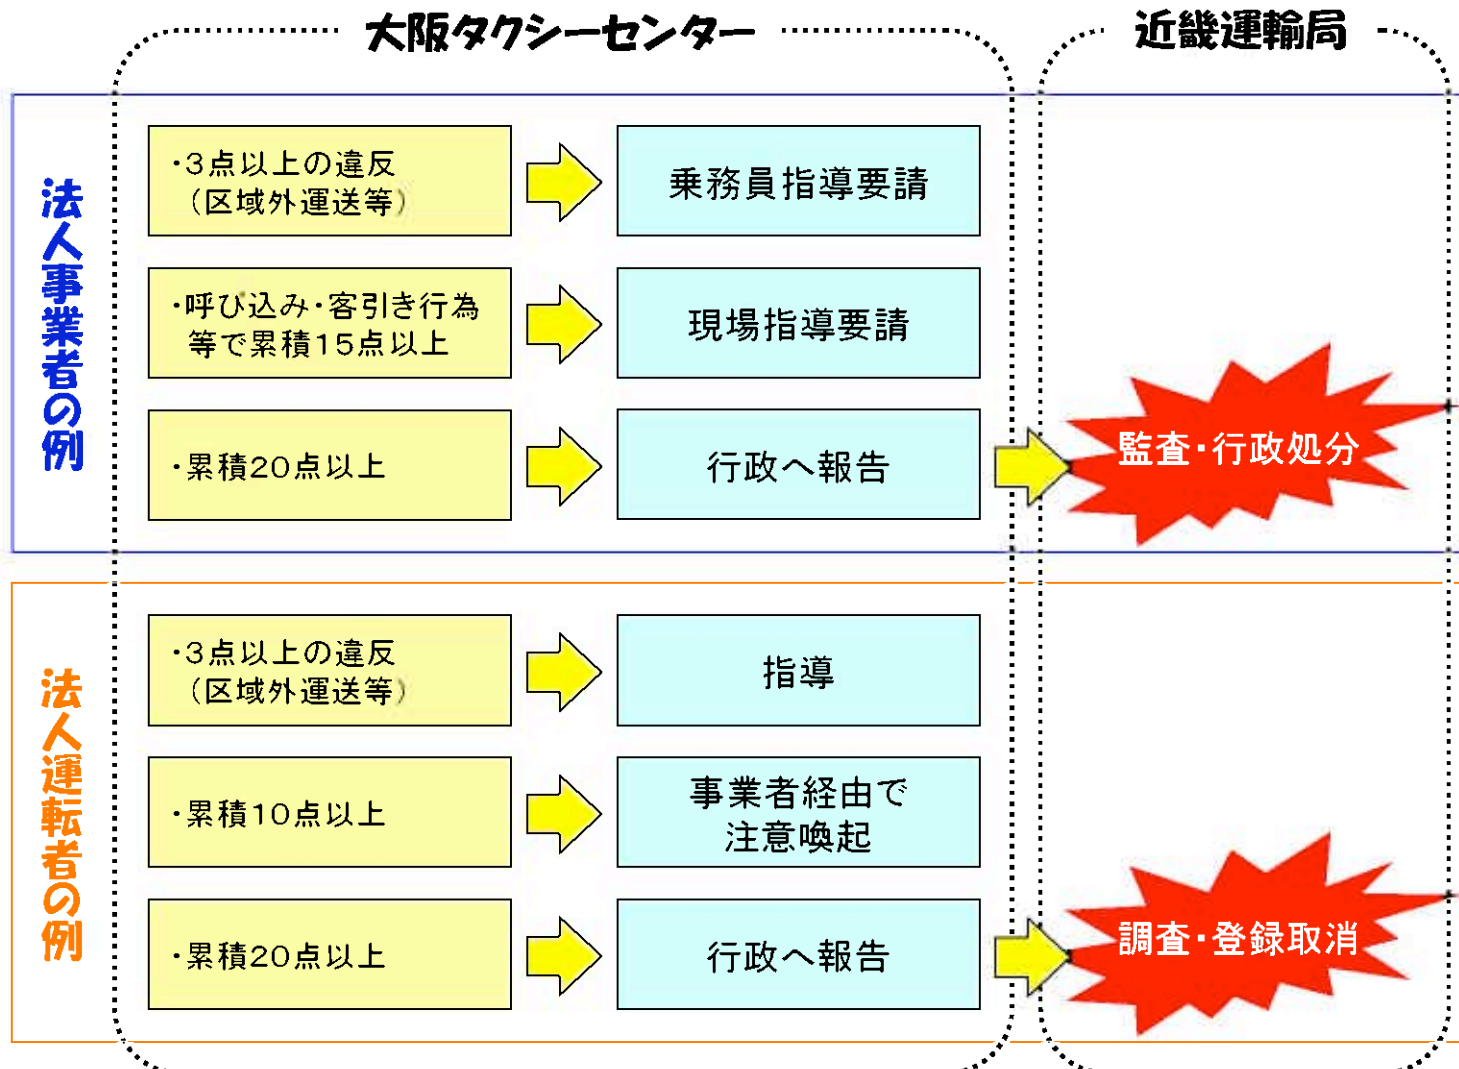 大阪タクシーセンター
近畿運輸局
法人事業者の例
・3点以上の違反
（区域外運送等）
乗務員指導要請
・呼び込み・客引き行為
等で累積15点以上
現場指導要請
・累積20点以上
行政へ報告
監査・行政処分
法人運転者の例
・3点以上の違反
（区域外運送等）
指導
・累積10点以上
事業者経由で
注意喚起
・累積20点以上
行政へ報告
調査・登録取消